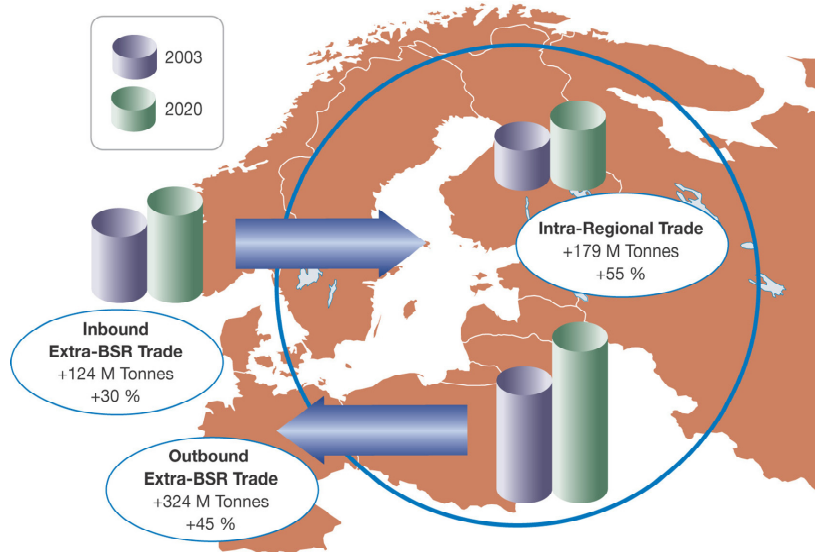 2003
2020
Intra-Regional Trade
+179 M Tonnes
+55 %
Inbound
Extra-BSR Trade
+124 M Tonnes
+30 %
Outbound
Extra-BSR Trade
+324 M Tonnes
+45 %